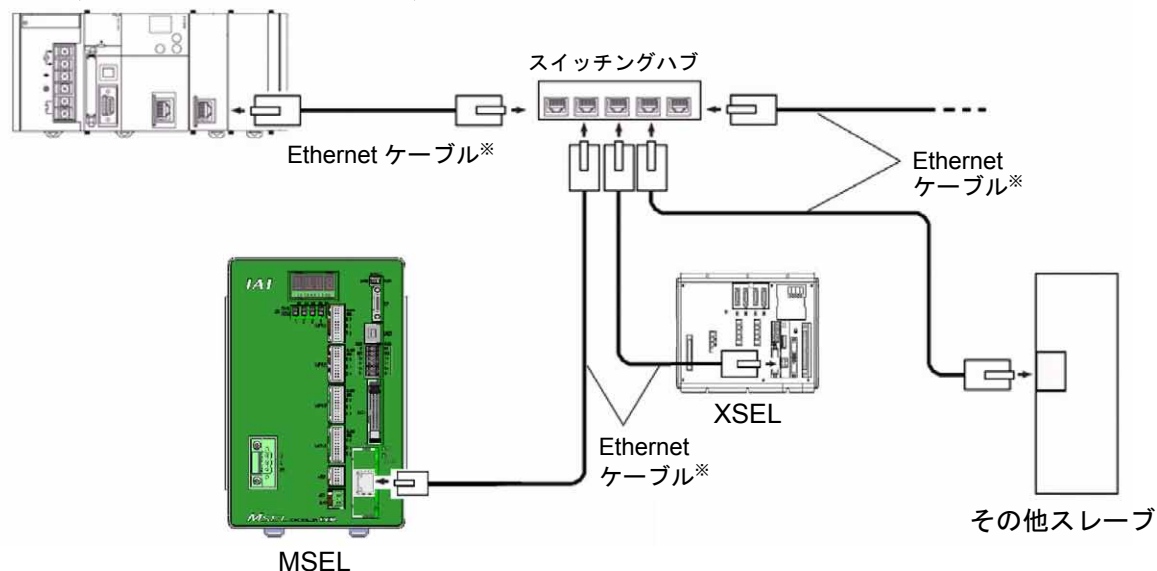 スイッチングハブ
Ethernet ケーブル※
Ethernet
ケーブル※
IAI
XSEL
Ethernet
ケーブル※
その他スレーブ
MSEL